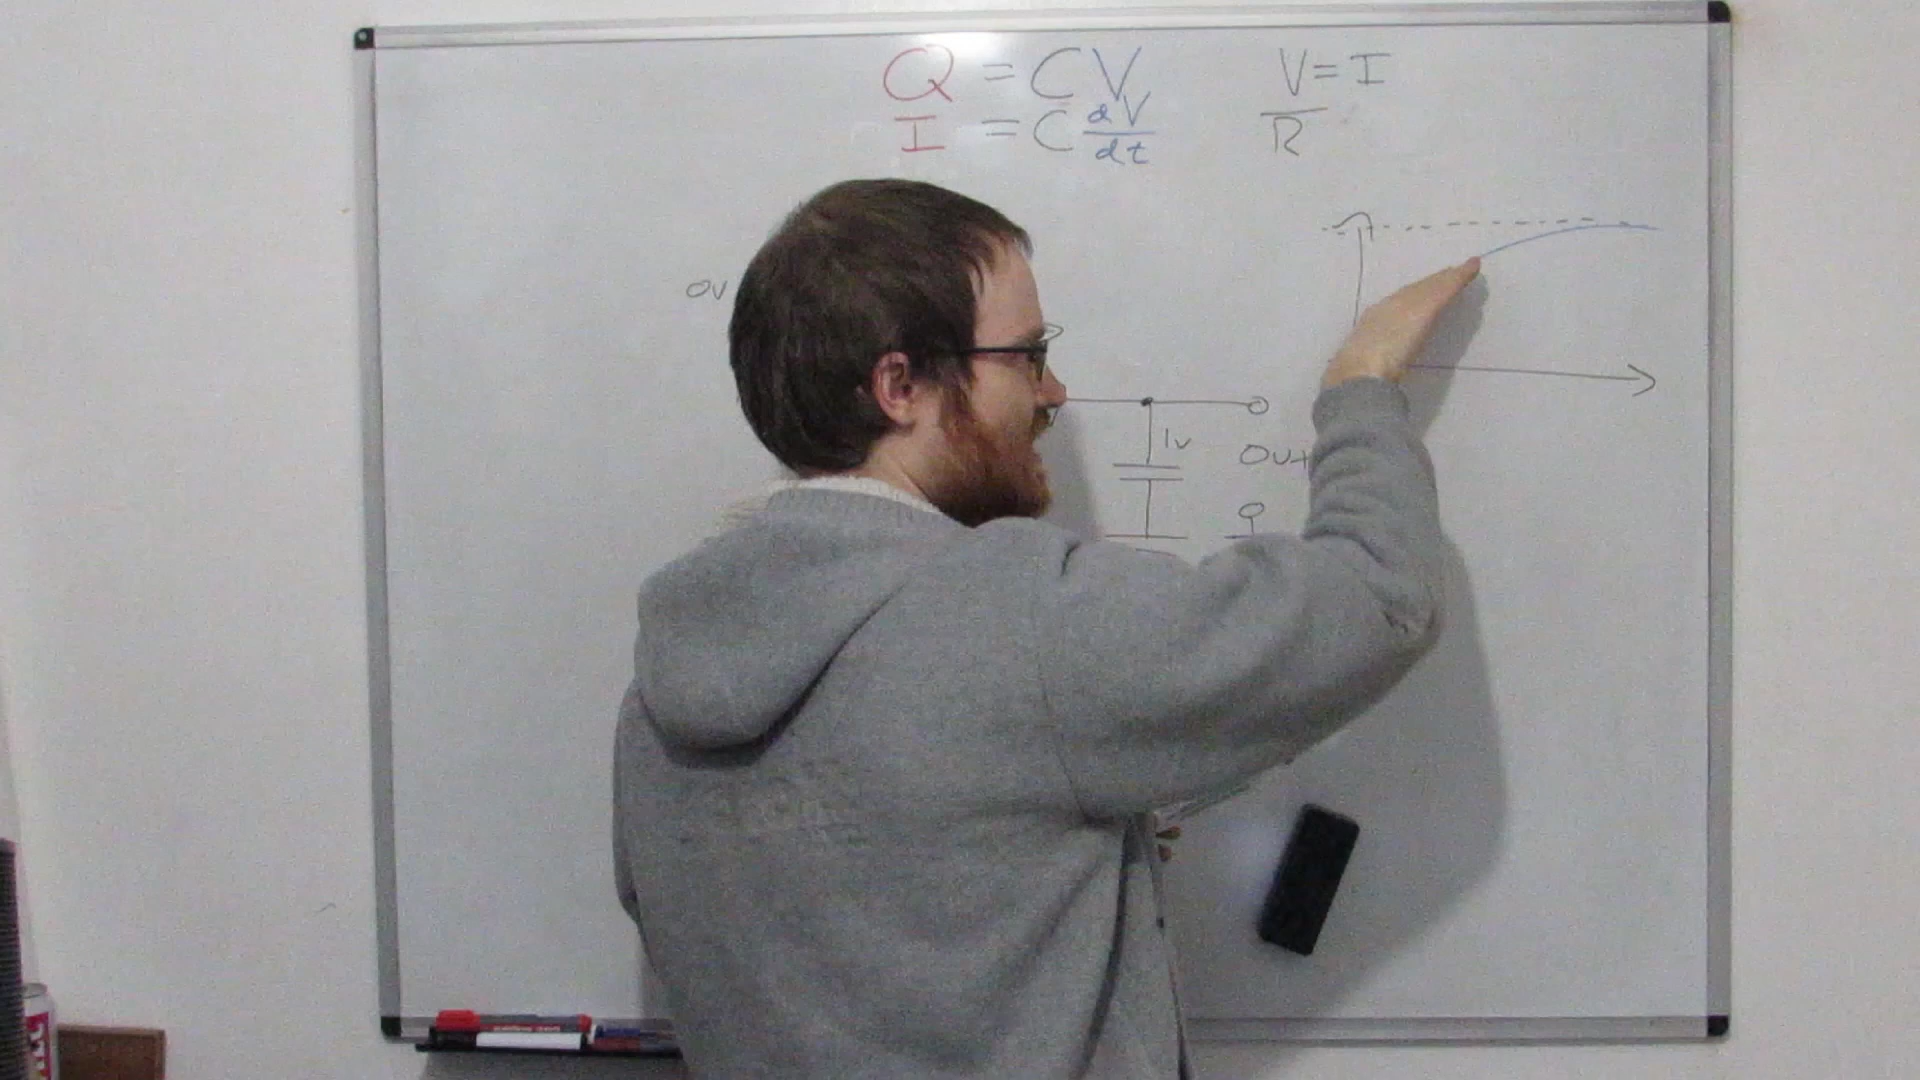 Q = CV
I = C dV/dt
V = I
R
0V
1v
Out